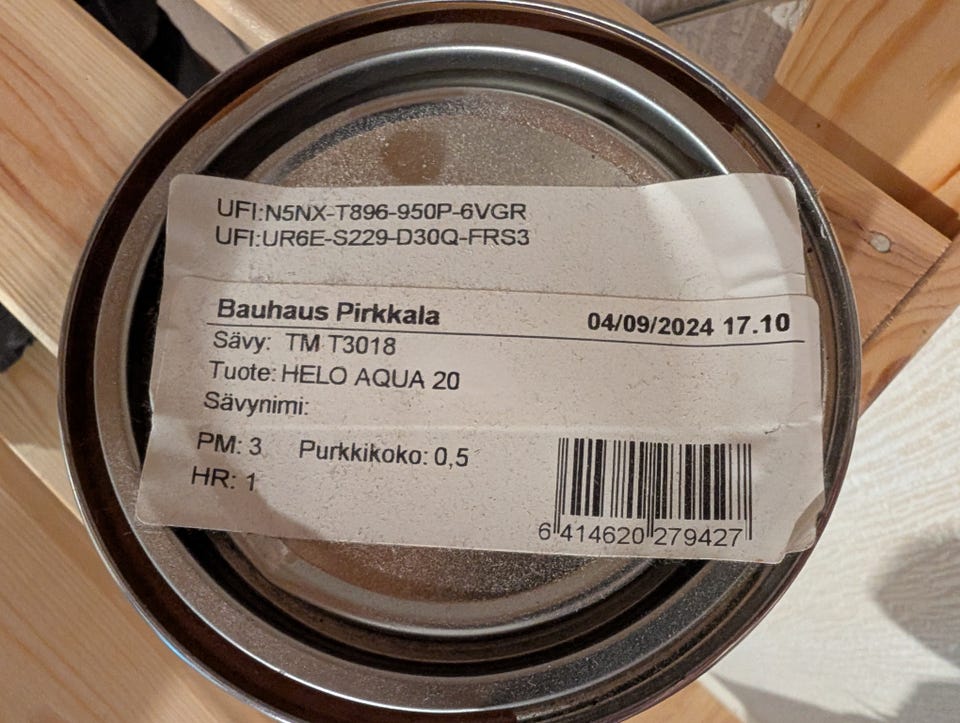 UFI:N5NX-T896-950P-6VGR
UFI:UR6E-S229-D30Q-FRS3
Bauhaus Pirkkala 04/09/2024 17.10
Sävy: TM T3018
Tuote: HELO AQUA 20
Sävynimi:
PM: 3 Purkkikoko: 0,5
HR: 1
6 414620 279427